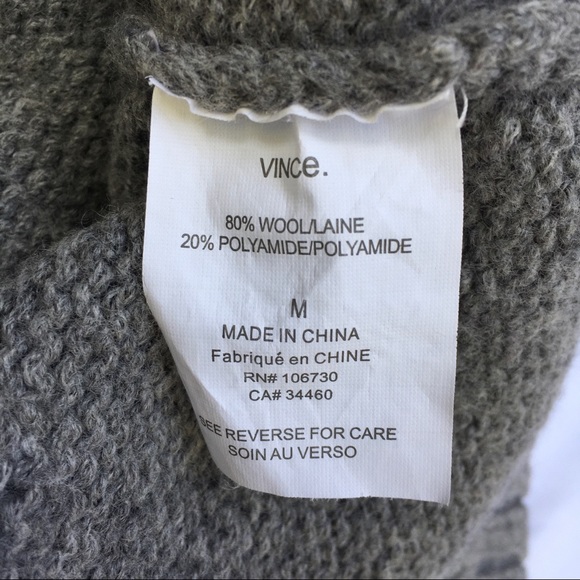 VINCe.
80% WOOL/LAINE
20% POLYAMIDE/POLYAMIDE
M
MADE IN CHINA
Fabriqué en CHINE
RN# 106730
CA# 34460
SEE REVERSE FOR CARE
SOIN AU VERSO